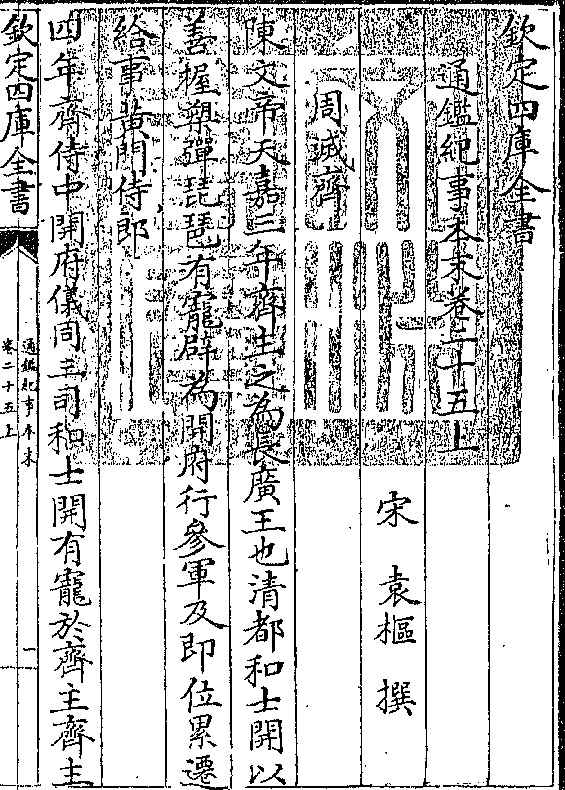 欽定四庫全書
通鑑紀事本末卷二十五上
宋 袁樞 撰
周滅齊
陳文帝天嘉三年齊主之為長廣王也清都和士開以
善握槊彈琵琶有寵辟為開府行參軍及即位累遷
給事黃門侍郎
四年齊侍中開府儀同三司和士開有寵於齊主齊主
欽定四庫全書
通鑑紀事本末
卷二十五上
一